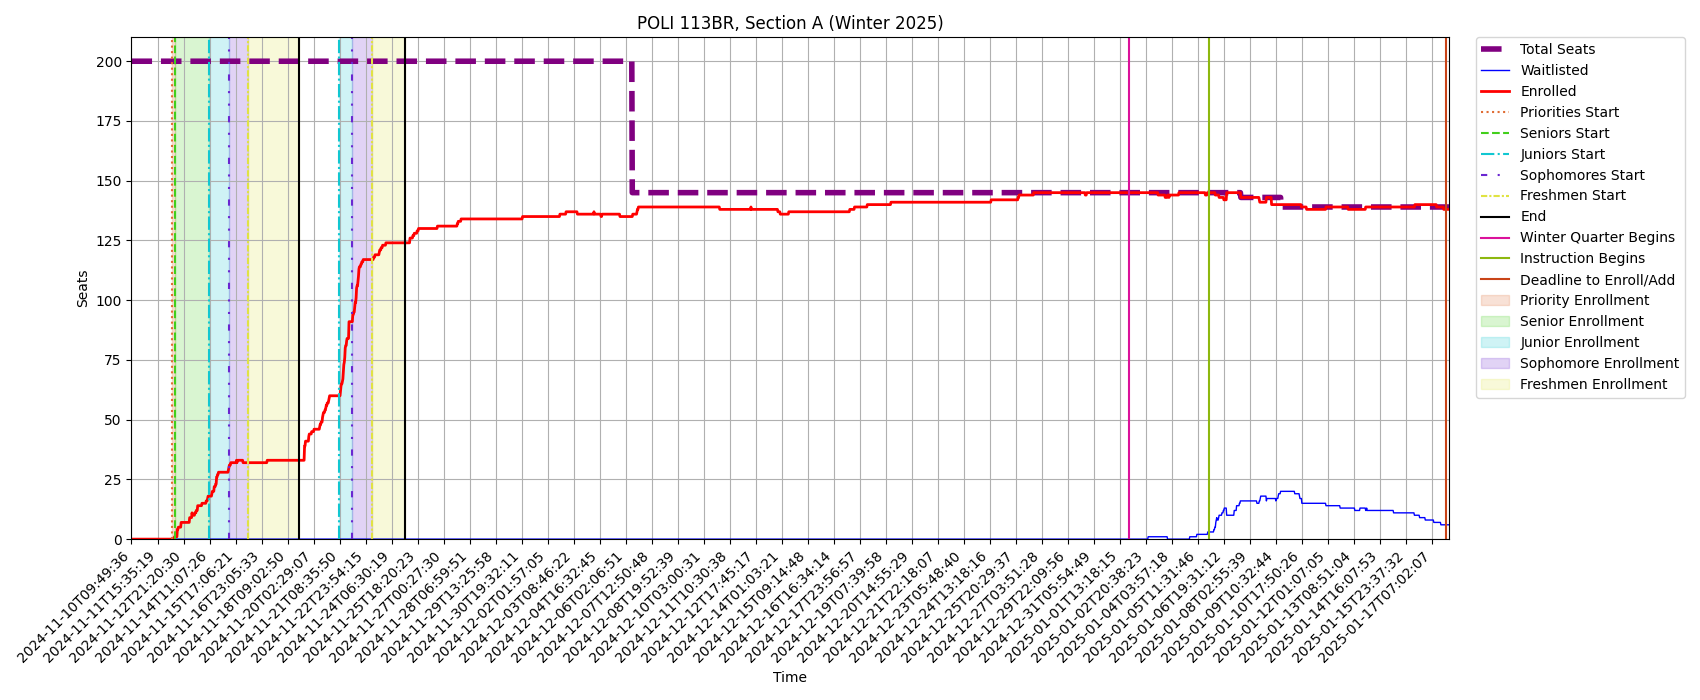 POLI 113BR, Section A (Winter 2025)
Seats
200
175
150
125
100
75
50
25
0
2024-11-10T09:49:36
2024-11-11T15:35:19
2024-11-12T21:20:30
2024-11-14T11:07:26
2024-11-15T17:06:21
2024-11-16T23:05:33
2024-11-18T09:02:50
2024-11-20T02:29:07
2024-11-21T08:35:50
2024-11-22T23:54:15
2024-11-24T06:30:19
2024-11-25T18:20:23
2024-11-27T00:27:30
2024-11-28T06:59:51
2024-11-29T13:25:58
2024-11-30T19:32:11
2024-12-02T01:57:05
2024-12-03T08:46:22
2024-12-04T16:32:45
2024-12-06T02:06:51
2024-12-07T12:50:48
2024-12-08T19:52:39
2024-12-10T03:00:31
2024-12-11T10:30:38
2024-12-12T17:45:17
2024-12-14T01:03:21
2024-12-15T09:14:48
2024-12-16T16:34:14
2024-12-17T23:56:57
2024-12-19T07:39:58
2024-12-20T14:55:29
2024-12-21T22:18:07
2024-12-23T05:48:40
2024-12-24T13:18:16
2024-12-25T20:29:37
2024-12-27T03:51:28
2024-12-29T22:09:56
2024-12-31T05:54:49
2025-01-01T13:18:15
2025-01-02T20:38:23
2025-01-04T03:57:18
2025-01-05T11:31:46
2025-01-06T19:31:12
2025-01-08T02:55:39
2025-01-09T10:32:44
2025-01-10T17:50:26
2025-01-12T01:07:05
2025-01-13T08:51:04
2025-01-14T16:07:53
2025-01-15T23:37:32
2025-01-17T07:02:07
Time
Total Seats
Waitlisted
Enrolled
Priorities Start
Seniors Start
Juniors Start
Sophomores Start
Freshmen Start
End
Winter Quarter Begins
Instruction Begins
Deadline to Enroll/Add
Priority Enrollment
Senior Enrollment
Junior Enrollment
Sophomore Enrollment
Freshmen Enrollment